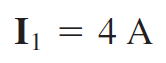 I₁ = 4 A